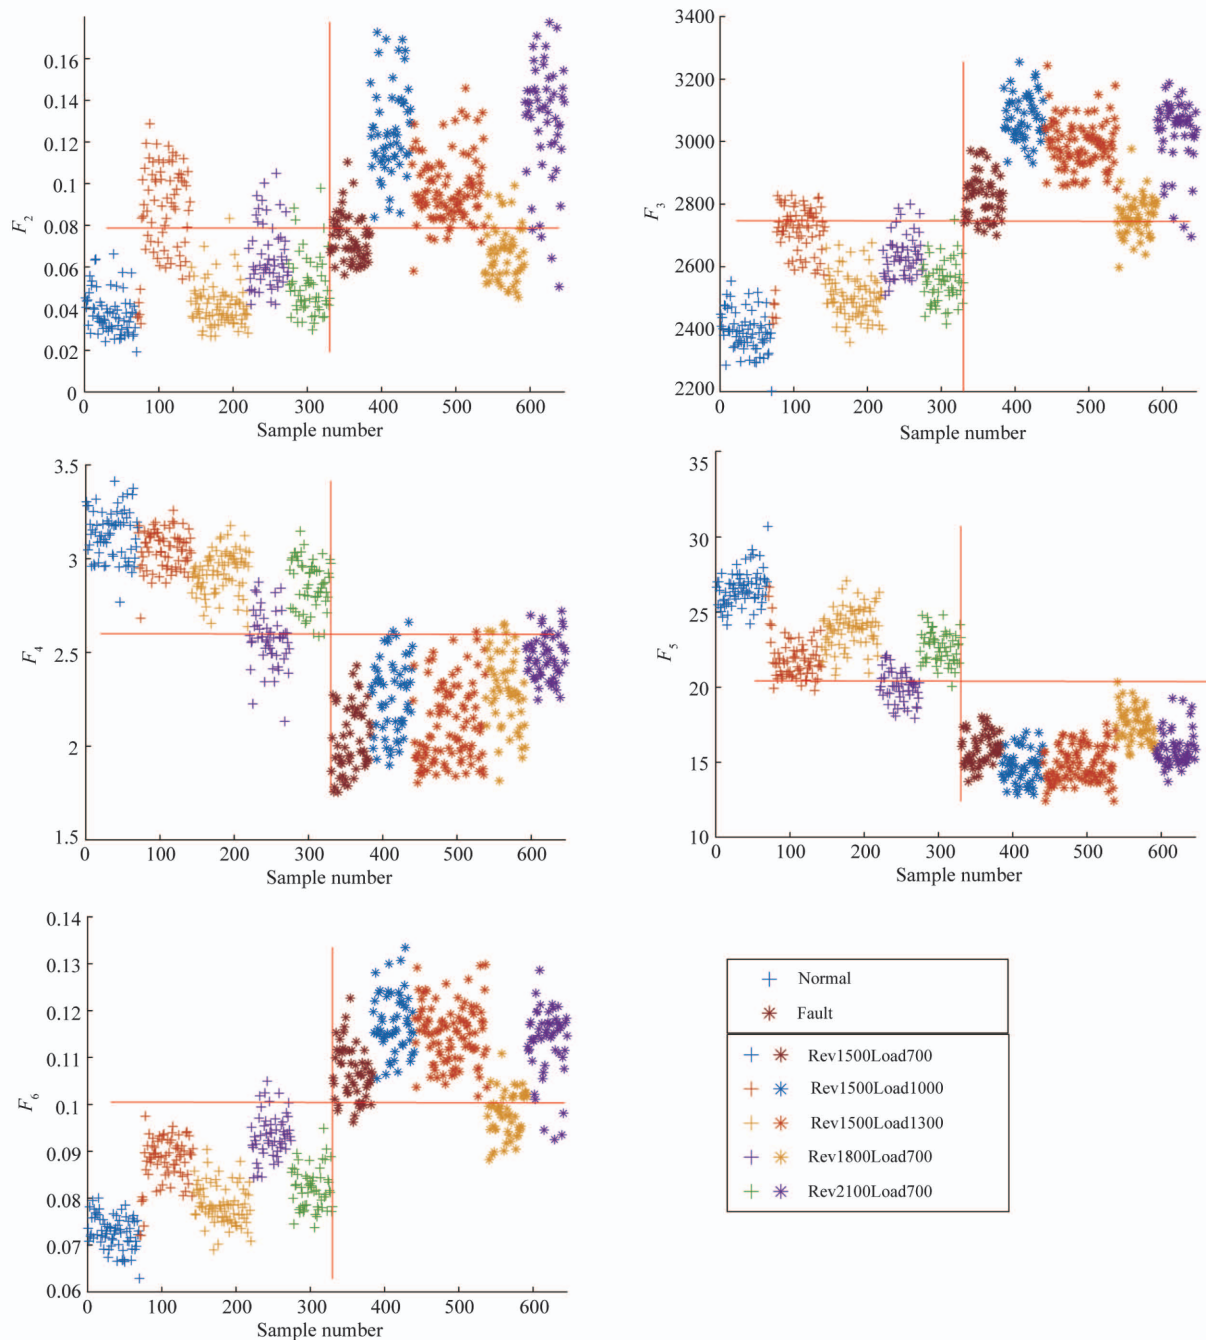 0.16
0.14
0.12
0.1
0.08
0.06
0.04
0.02
0
F2
0 100 200 300 400 500 600
Sample number
3400
3200
3000
2800
2600
2400
2200
F3
0 100 200 300 400 500 600
Sample number
3.5
3
2.5
2
1.5
F4
0 100 200 300 400 500 600
Sample number
35
30
25
20
15
10
F5
0 100 200 300 400 500 600
Sample number
0.14
0.13
0.12
0.11
0.1
0.09
0.08
0.07
0.06
F6
0 100 200 300 400 500 600
Sample number
Normal
Fault
Rev1500Load700
Rev1500Load1000
Rev1500Load1300
Rev1800Load700
Rev2100Load700